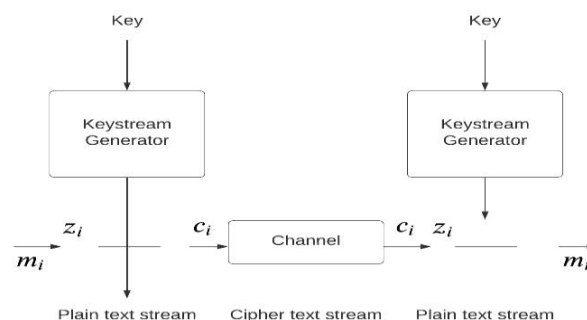 Key
Key
Keystream
Generator
Keystream
Generator
z_i
c_i
Channel
c_i
z_i
m_i
m_i
Plain text stream
Cipher text stream
Plain text stream